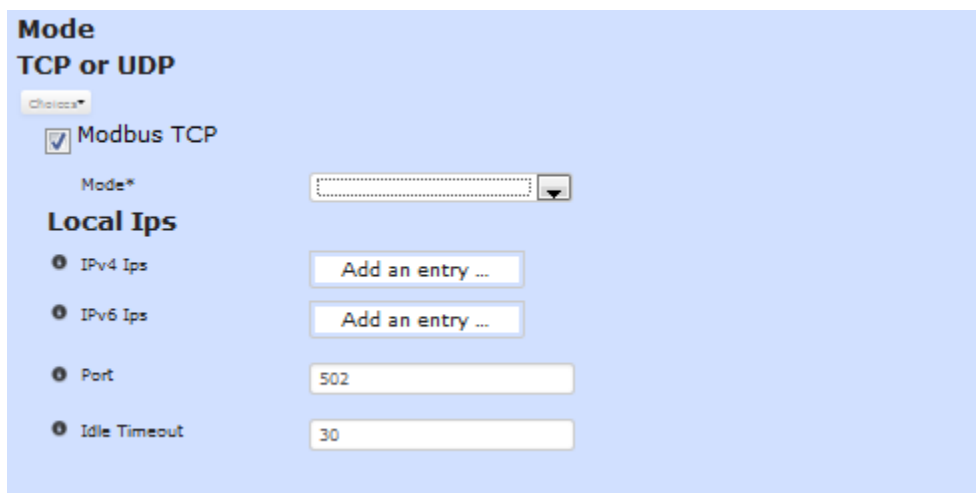 Mode
TCP or UDP
Choices
Modbus TCP
Mode*
Local Ips
IPv4 Ips
Add an entry ...
IPv6 Ips
Add an entry ...
Port
502
Idle Timeout
30